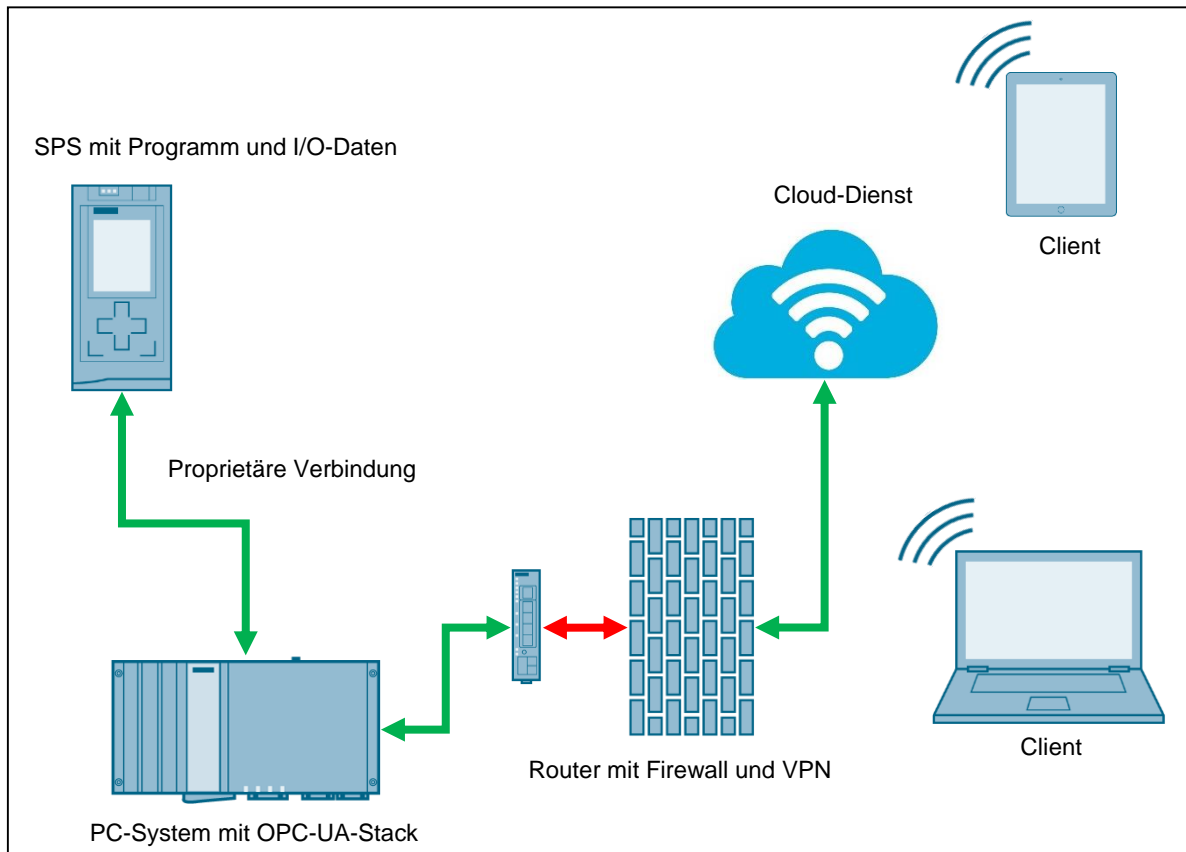 SPS mit Programm und I/O-Daten
Cloud-Dienst
Client
Proprietäre Verbindung
Client
Router mit Firewall und VPN
PC-System mit OPC-UA-Stack